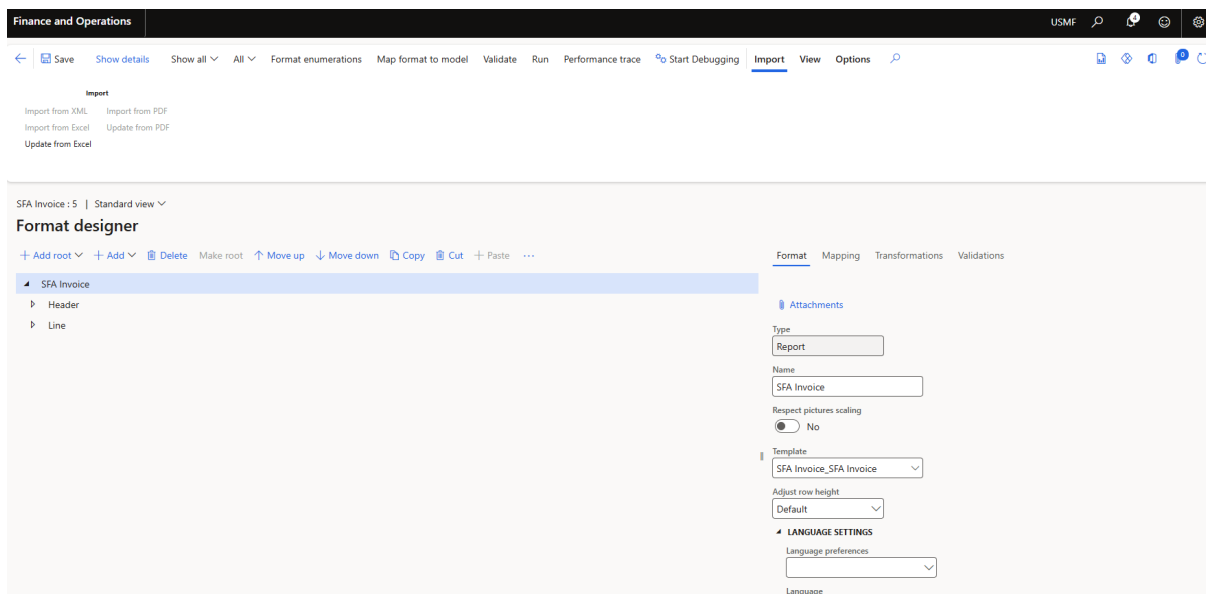 Finance and Operations
USMF
4
Save Show details Show all All Format enumerations Map format to model Validate Run Performance trace Start Debugging Import View Options
0
Import
Import from XML Import from PDF
Import from Excel Update from PDF
Update from Excel
SFA Invoice : 5 | Standard view
Format designer
Add root Add Delete Make root Move up Move down Copy Cut Paste ...
Format Mapping Transformations Validations
SFA Invoice
Header
Line
Attachments
Type
Report
Name
SFA Invoice
Respect pictures scaling
No
Template
SFA Invoice_SFA Invoice
Adjust row height
Default
LANGUAGE SETTINGS
Language preferences
Language